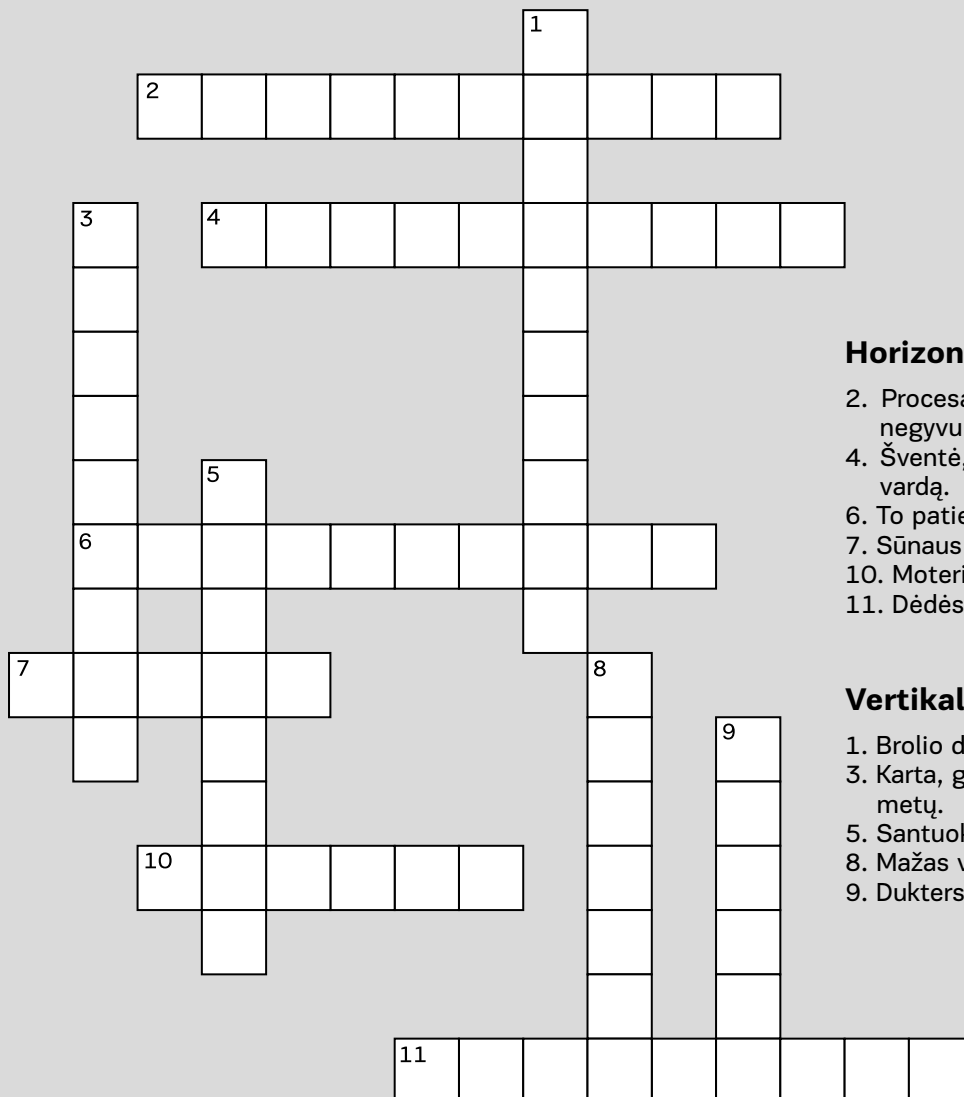 1
2
3
4
5
6
7
8
9
10
11
Horizon
2. Procesa
negyvu
4. Šventė,
vardą.
6. To patie
7. Sūnaus
10. Moteri
11. Dėdės
Vertikal
1. Brolio d
3. Karta, g
metų.
5. Santuok
8. Mažas v
9. Dukters